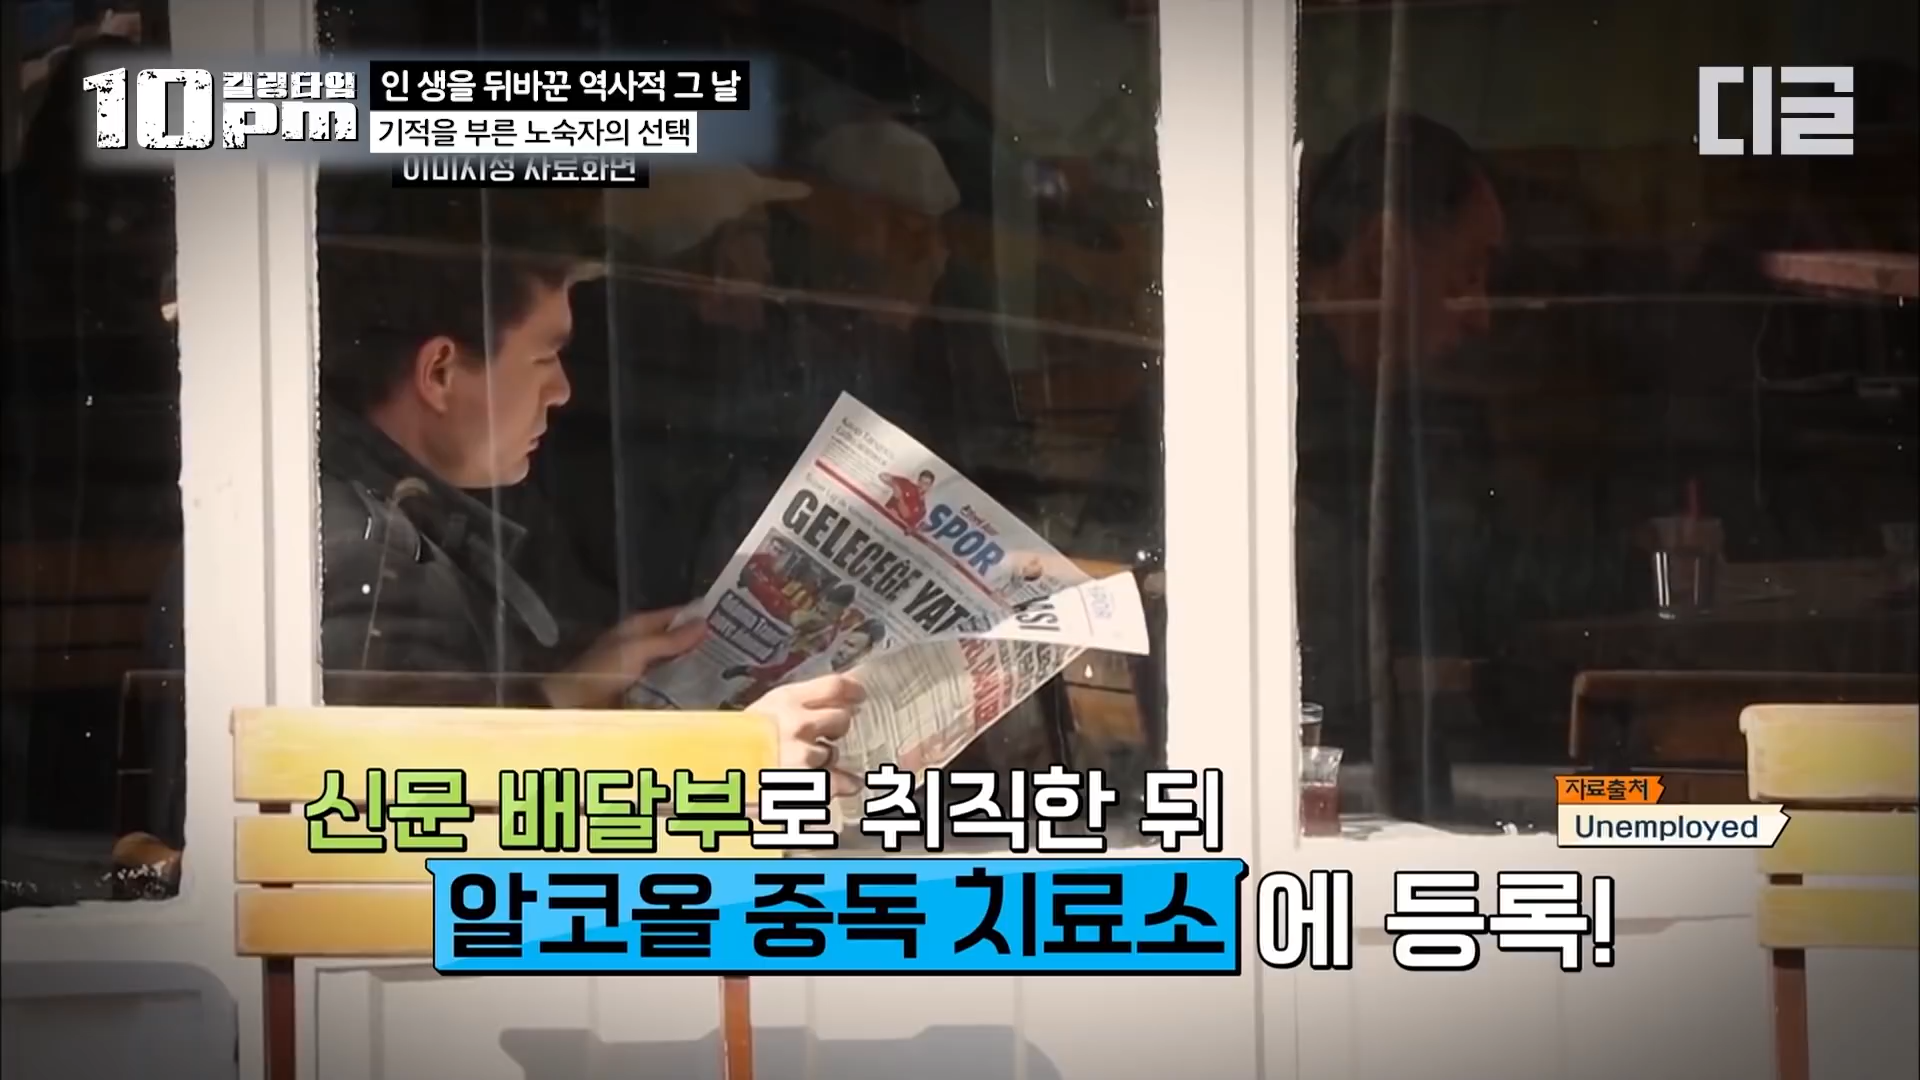 10pm 킬링타임
인 생을 뒤바꾼 역사적 그 날
기적을 부른 노숙자의 선택
이미지성 자료화면
디글
SPOR
GELECEĞE YAT
신문 배달부로 취직한 뒤
알코올 중독 치료소에 등록!
자료출처
Unemployed